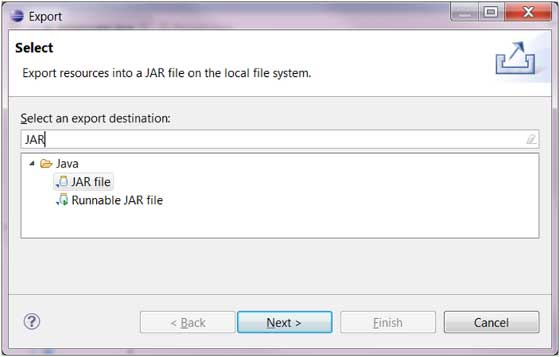 Export
Select
Export resources into a JAR file on the local file system.
Select an export destination:
JAR
Java
JAR file
Runnable JAR file
?
< Back
Next >
Finish
Cancel